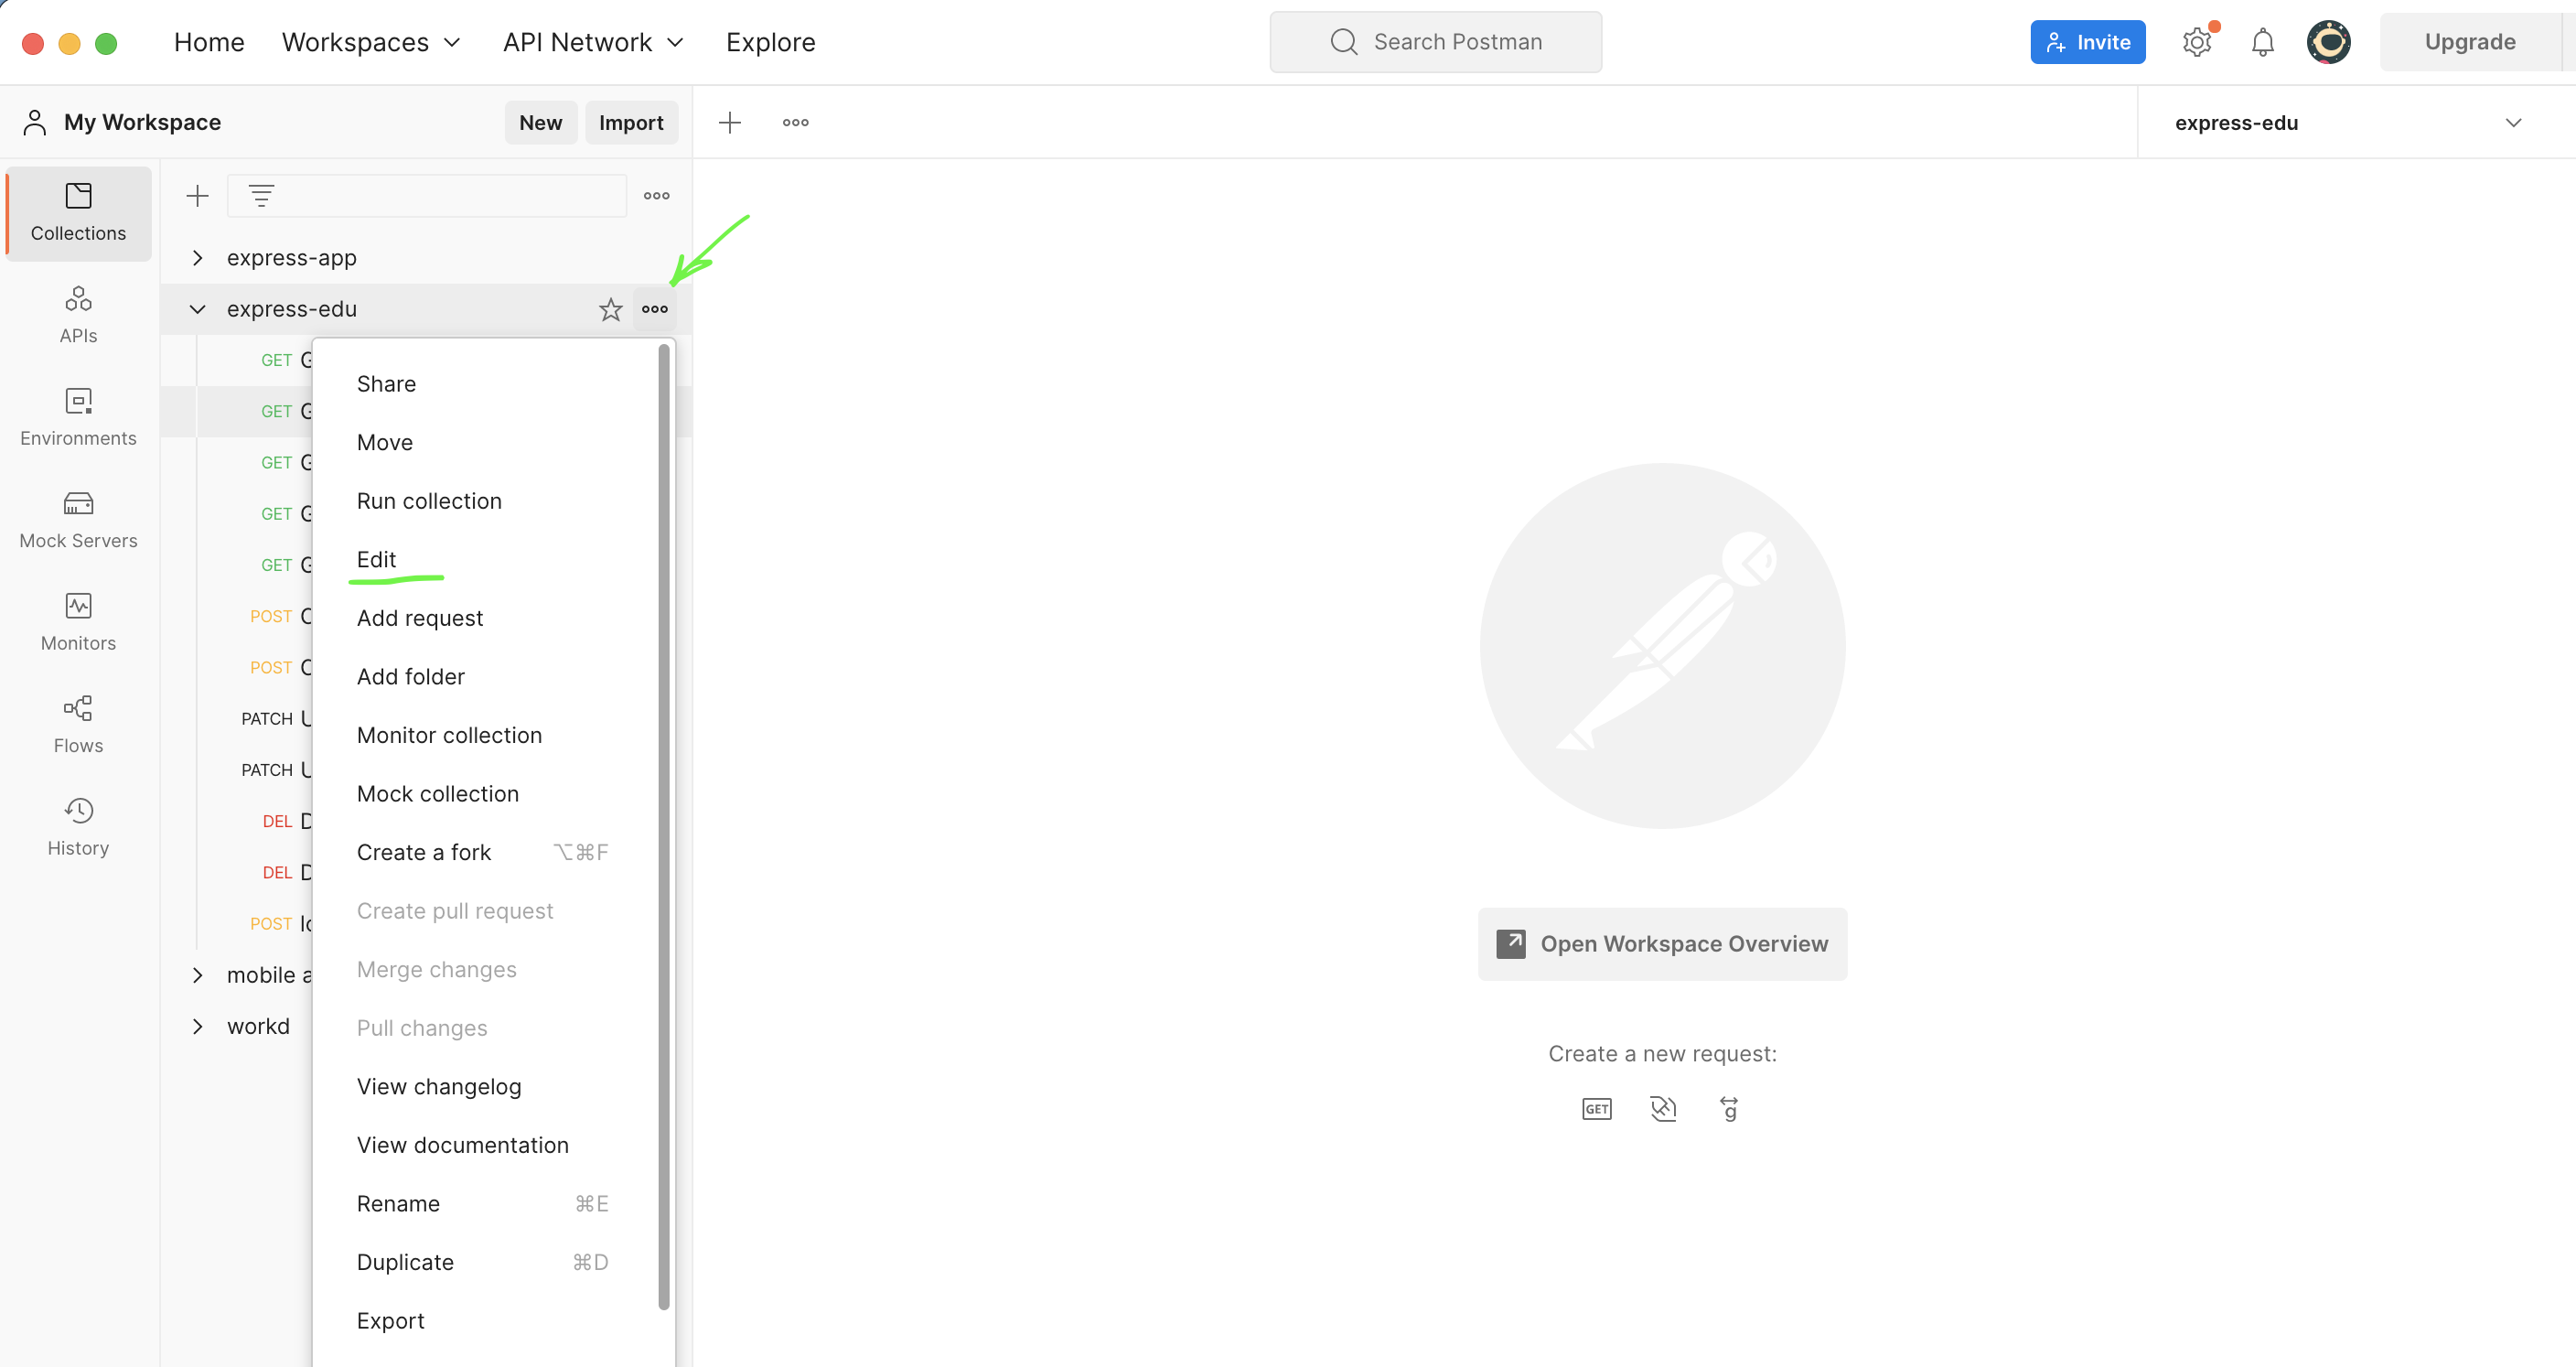 Home Workspaces API Network Explore Search Postman Invite Upgrade
My Workspace New Import express-edu
Collections
APIs
Environments
Mock Servers
Monitors
Flows
History
express-app
express-edu
GET
GET
GET
GET
GET
POST
POST
PATCH
PATCH
DEL
DEL
POST
mobile
workd
Share
Move
Run collection
Edit
Add request
Add folder
Monitor collection
Mock collection
Create a fork ⌥⌘F
Create pull request
Merge changes
Pull changes
View changelog
View documentation
Rename ⌘E
Duplicate ⌘D
Export
Open Workspace Overview
Create a new request:
GET